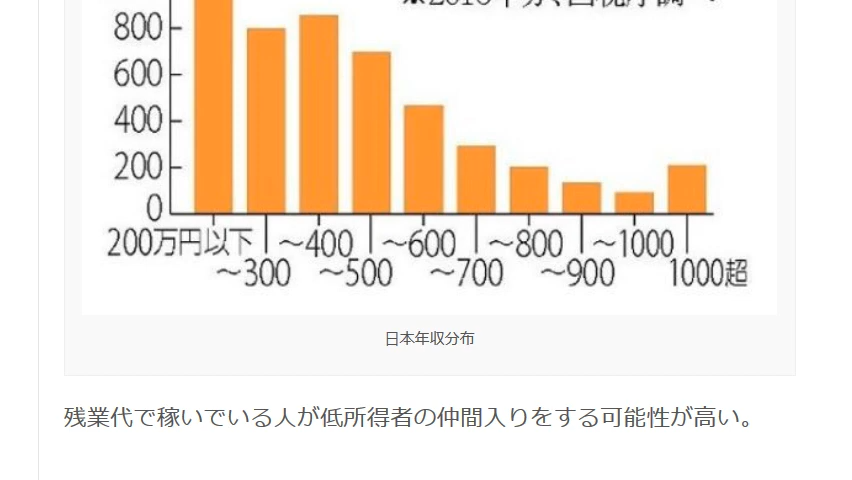 800
600
400
200
0
200万円以下 ~400 ~600 ~800 ~1000
~300 ~500 ~700 ~900 1000超
日本年収分布
残業代で稼いでいる人が低所得者の仲間入りをする可能性が高い。